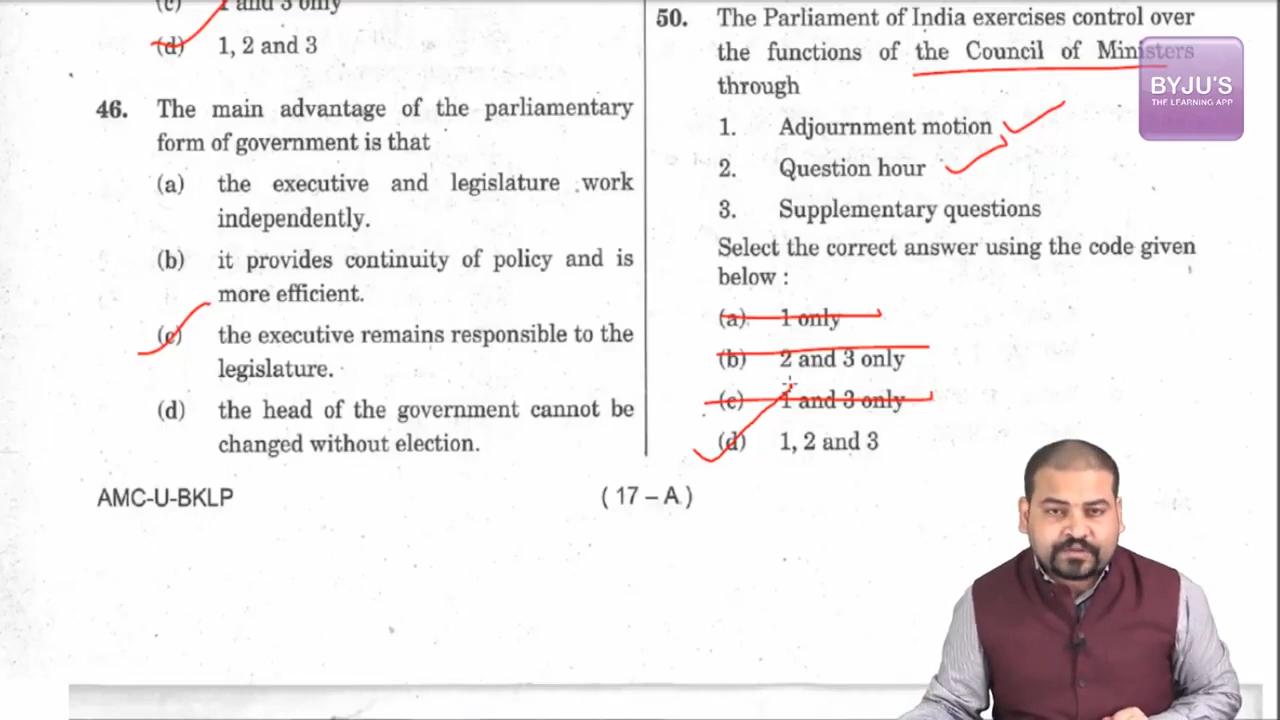 (c) 1 and 3 only
(d) 1, 2 and 3
46. The main advantage of the parliamentary
form of government is that
(a) the executive and legislature work
independently.
(b) it provides continuity of policy and is
more efficient.
(c) the executive remains responsible to the
legislature.
(d) the head of the government cannot be
changed without election.
AMC-U-BKLP
( 17 – A )
50. The Parliament of India exercises control over
the functions of the Council of Ministers
through
1. Adjournment motion
2. Question hour
3. Supplementary questions
Select the correct answer using the code given
below :
(a) 1 only
(b) 2 and 3 only
(c) 1 and 3 only
(d) 1, 2 and 3
BYJU'S
THE LEARNING APP